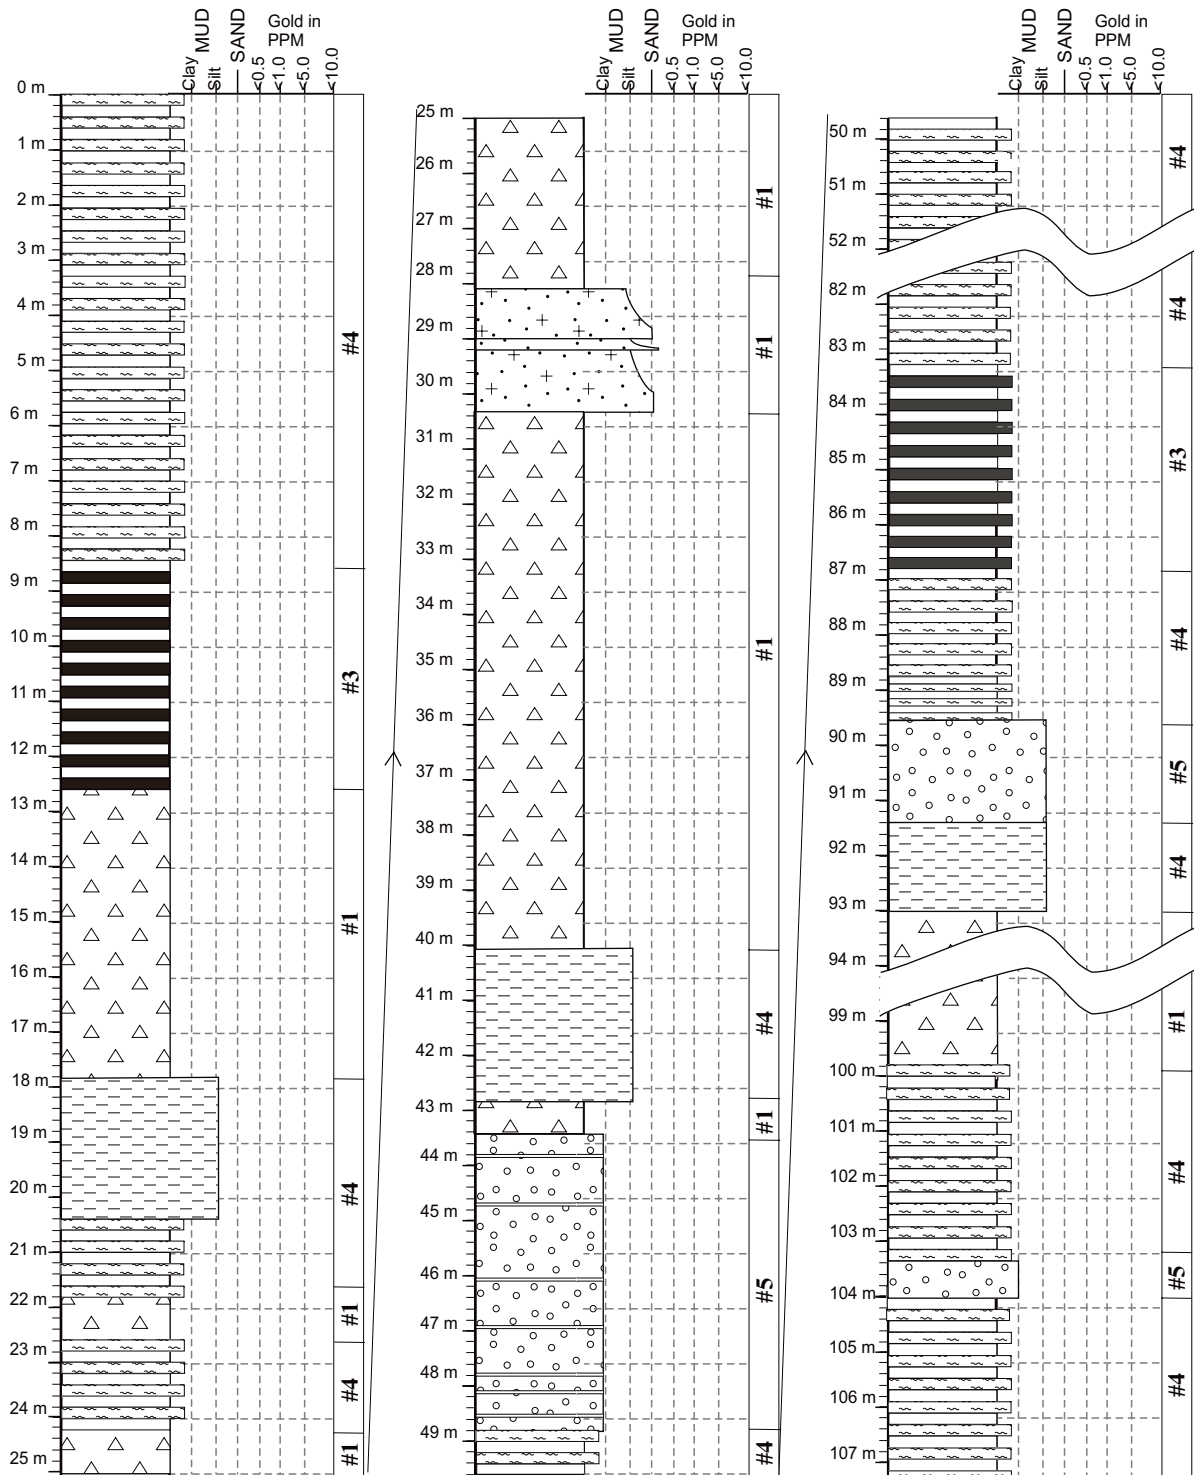 Clay
MUD
Silt
SAND
Gold in
PPM
<0.5
<1.0
<5.0
<10.0
0 m
1 m
2 m
3 m
4 m
5 m
6 m
7 m
8 m
9 m
10 m
11 m
12 m
13 m
14 m
15 m
16 m
17 m
18 m
19 m
20 m
21 m
22 m
23 m
24 m
25 m
#4
#3
#1
#4
#1
#4
#1
Clay
MUD
Silt
SAND
Gold in
PPM
<0.5
<1.0
<5.0
<10.0
25 m
26 m
27 m
28 m
29 m
30 m
31 m
32 m
33 m
34 m
35 m
36 m
37 m
38 m
39 m
40 m
41 m
42 m
43 m
44 m
45 m
46 m
47 m
48 m
49 m
#1
#1
#1
#4
#1
#5
#4
Clay
MUD
Silt
SAND
Gold in
PPM
<0.5
<1.0
<5.0
<10.0
50 m
51 m
52 m
82 m
83 m
84 m
85 m
86 m
87 m
88 m
89 m
90 m
91 m
92 m
93 m
94 m
99 m
100 m
101 m
102 m
103 m
104 m
105 m
106 m
107 m
#4
#4
#3
#4
#5
#4
#1
#4
#5
#4